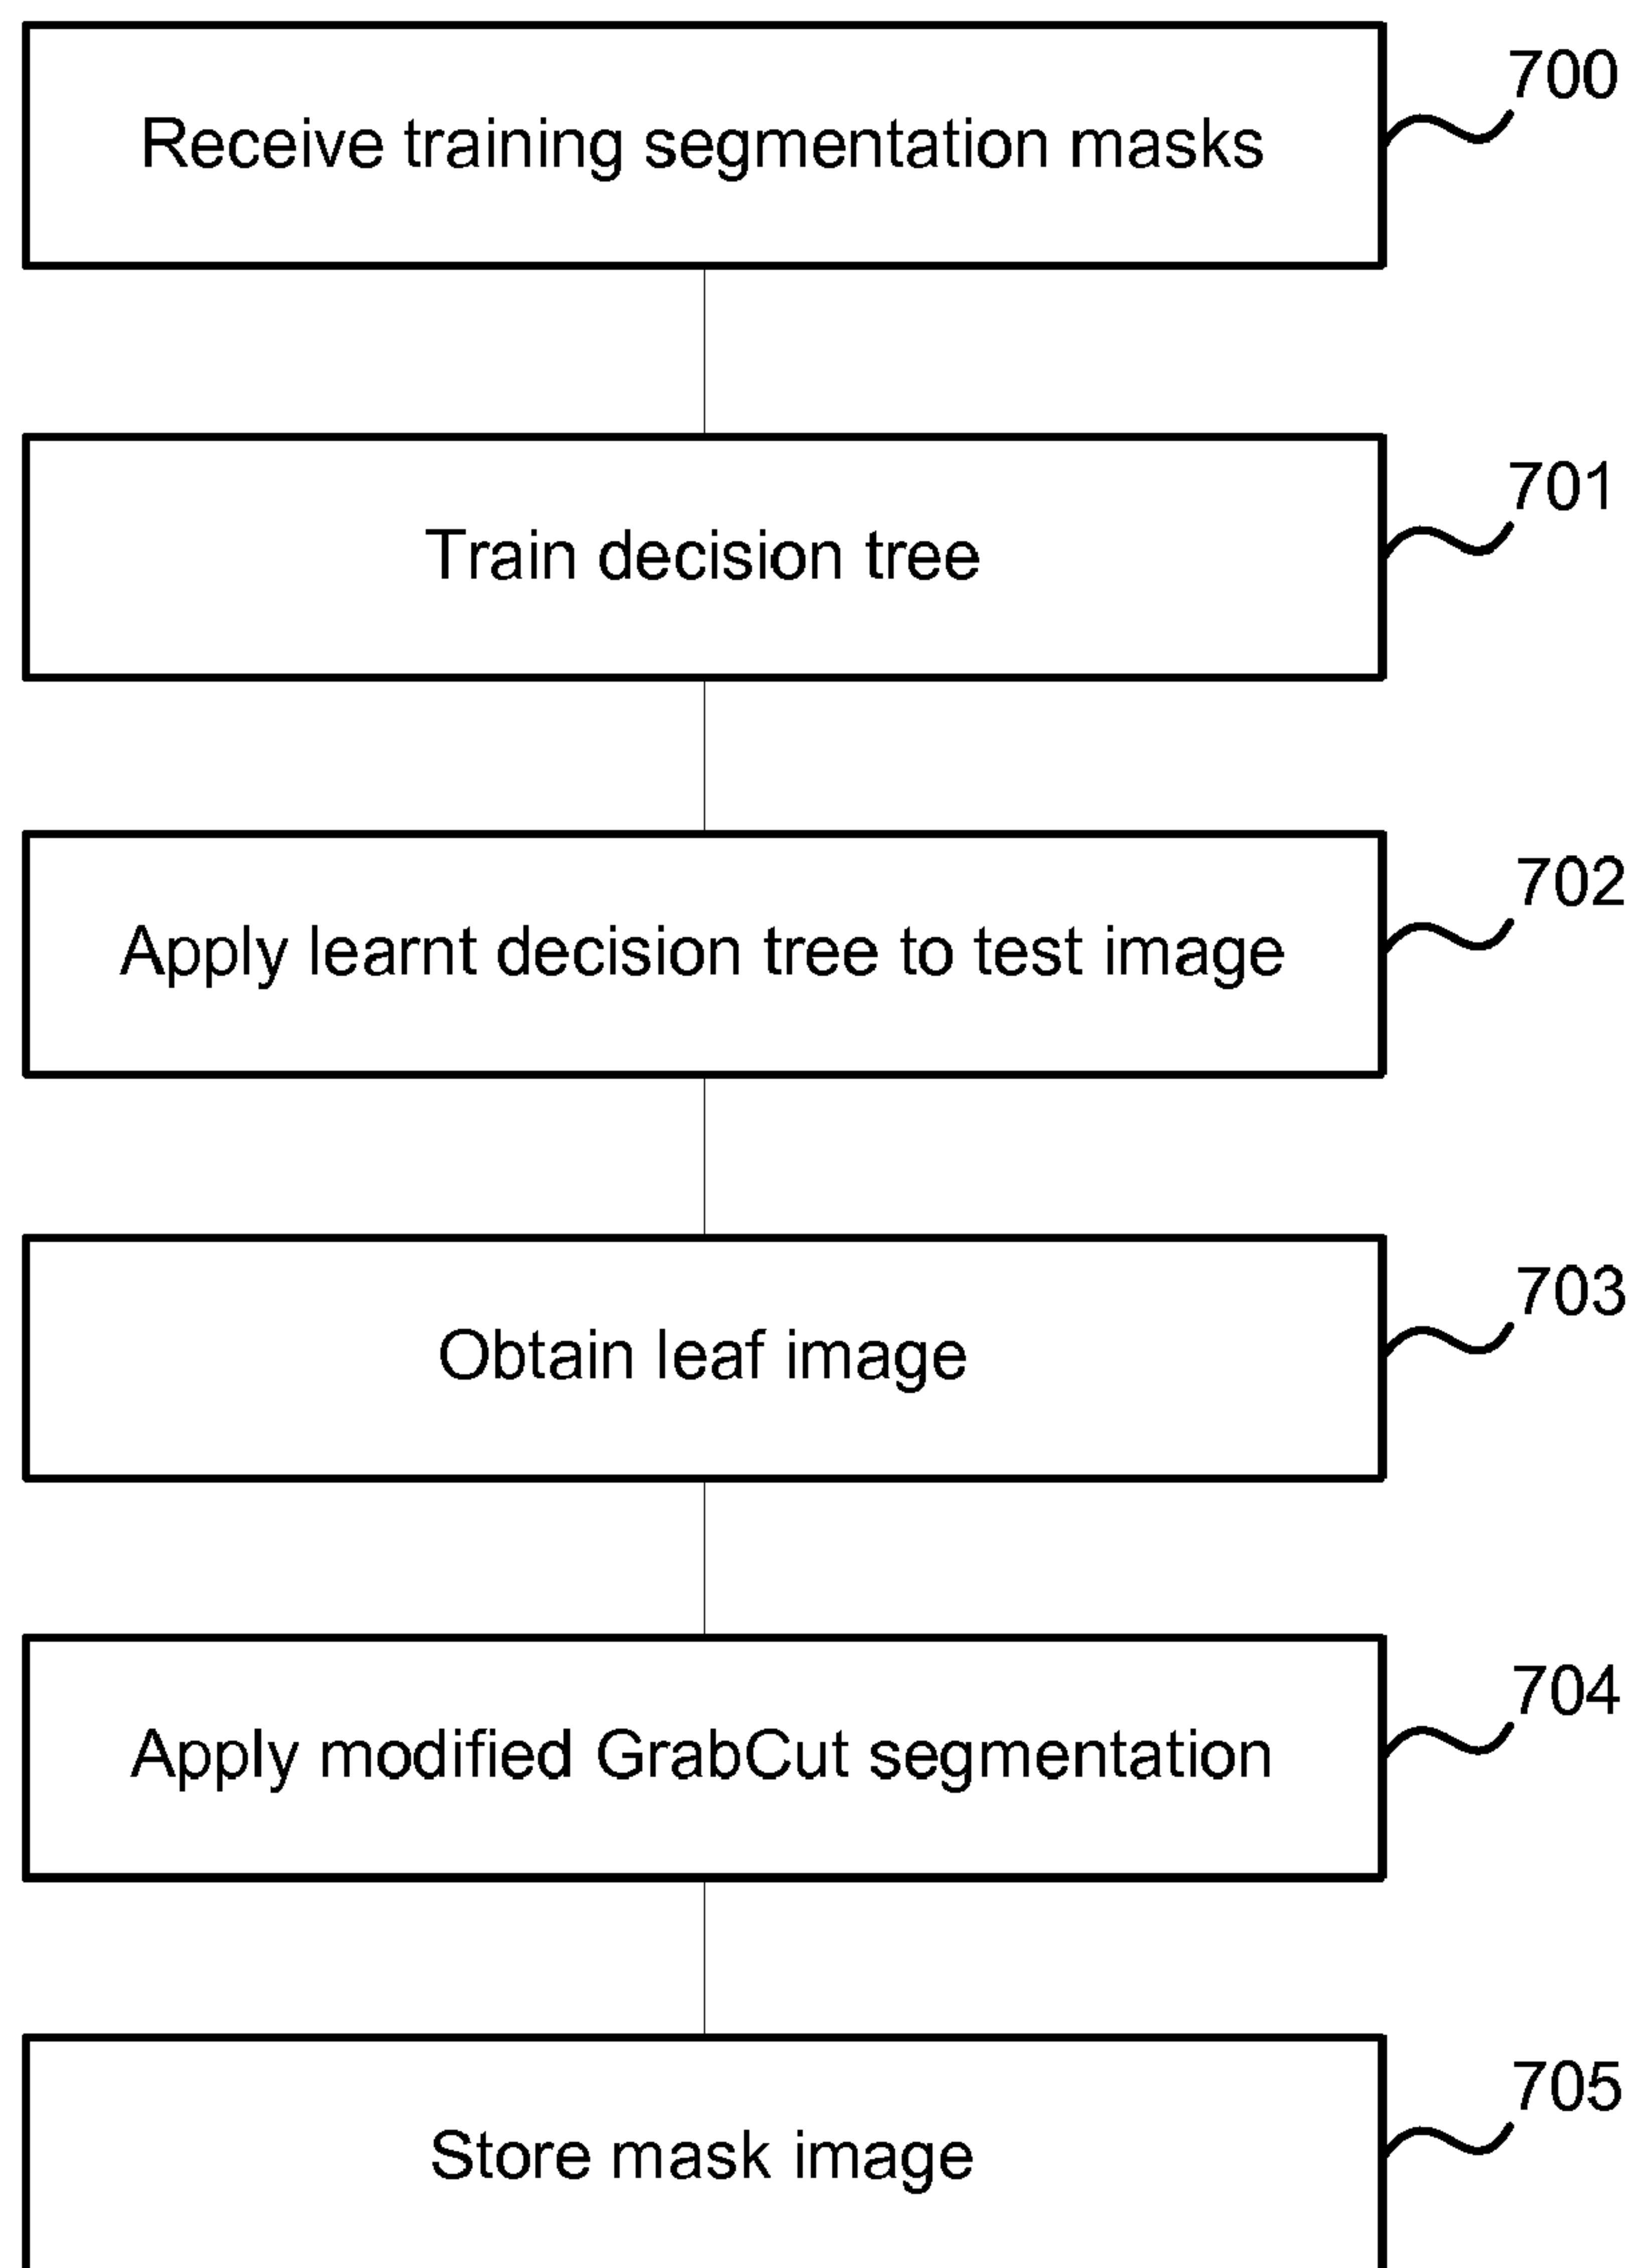 700
Receive training segmentation masks
701
Train decision tree
702
Apply learnt decision tree to test image
703
Obtain leaf image
704
Apply modified GrabCut segmentation
705
Store mask image